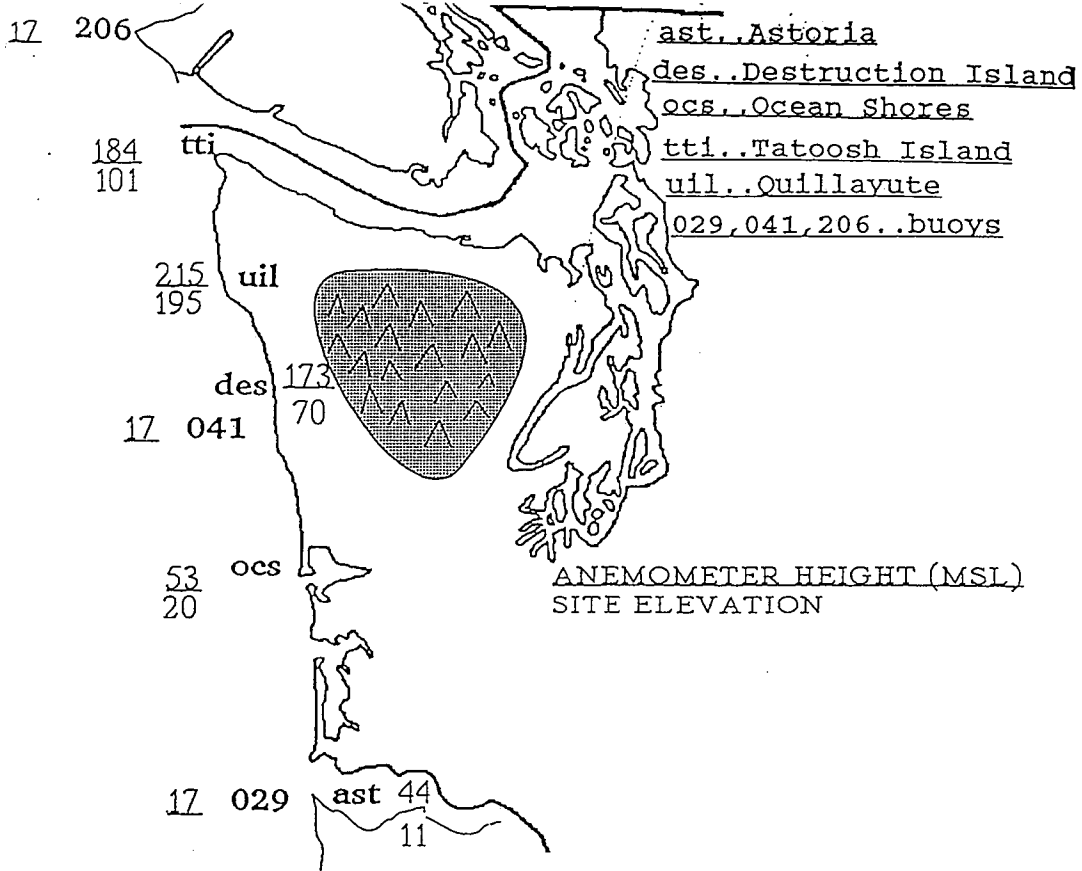 17 206
ast..Astoria
des..Destruction Island
ocs..Ocean Shores
184 tti
101
tti..Tatoosh Island
uil..Quillayute
029,041,206..buoys
215 uil
195
des 173
70
17 041
53 ocs
20
ANEMOMETER HEIGHT (MSL)
SITE ELEVATION
17 029 ast 44
11